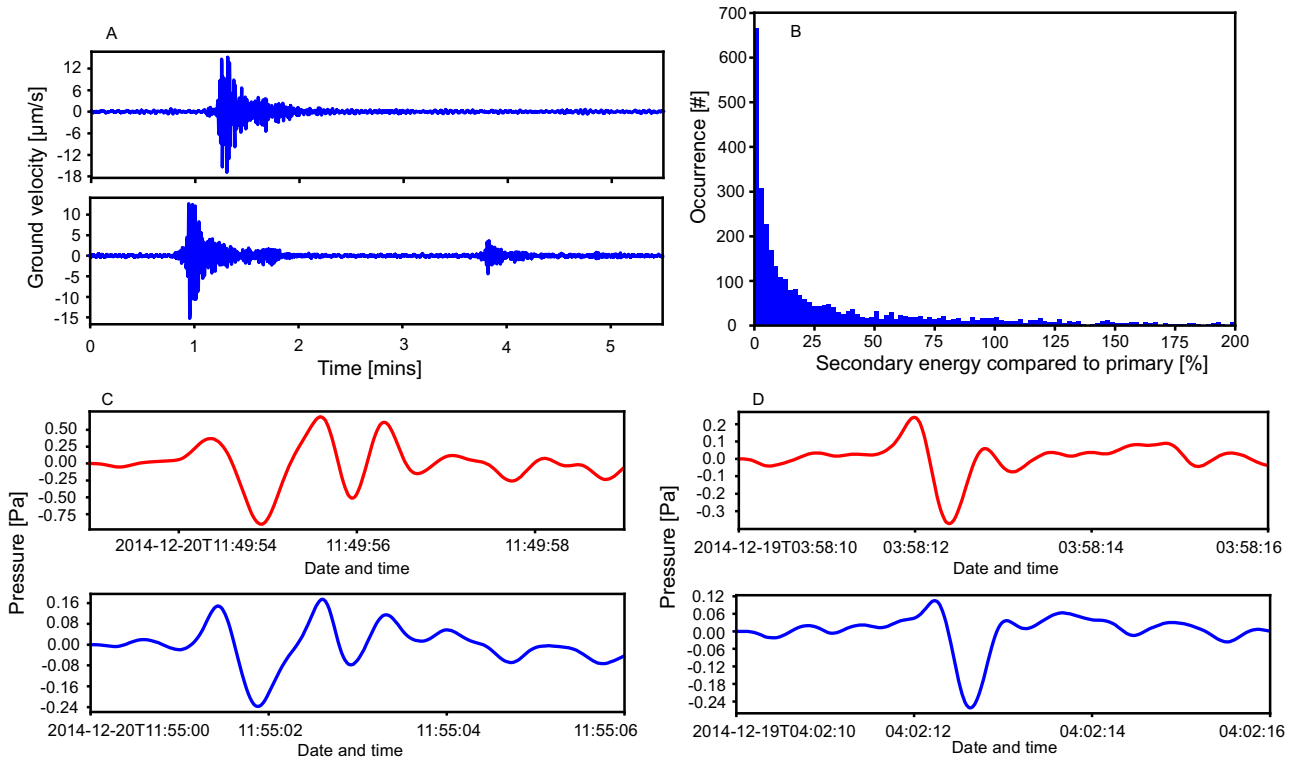 A
Ground velocity [μm/s]
12
6
0
-6
-12
-18
0 1 2 3 4 5
10
5
0
-5
-10
-15
0 1 2 3 4 5
Time [mins]
B
Occurrence [#]
700
600
500
400
300
200
100
0
0 25 50 75 100 125 150 175 200
Secondary energy compared to primary [%]
C
Pressure [Pa]
0.50
0.25
0.00
-0.25
-0.50
-0.75
2014-12-20T11:49:54 11:49:56 11:49:58
Date and time
0.16
0.08
0.00
-0.08
-0.16
-0.24
2014-12-20T11:55:00 11:55:02 11:55:04 11:55:06
Date and time
D
Pressure [Pa]
0.2
0.1
0.0
-0.1
-0.2
-0.3
2014-12-19T03:58:10 03:58:12 03:58:14 03:58:16
Date and time
0.12
0.06
0.00
-0.06
-0.12
-0.18
-0.24
2014-12-19T04:02:10 04:02:12 04:02:14 04:02:16
Date and time